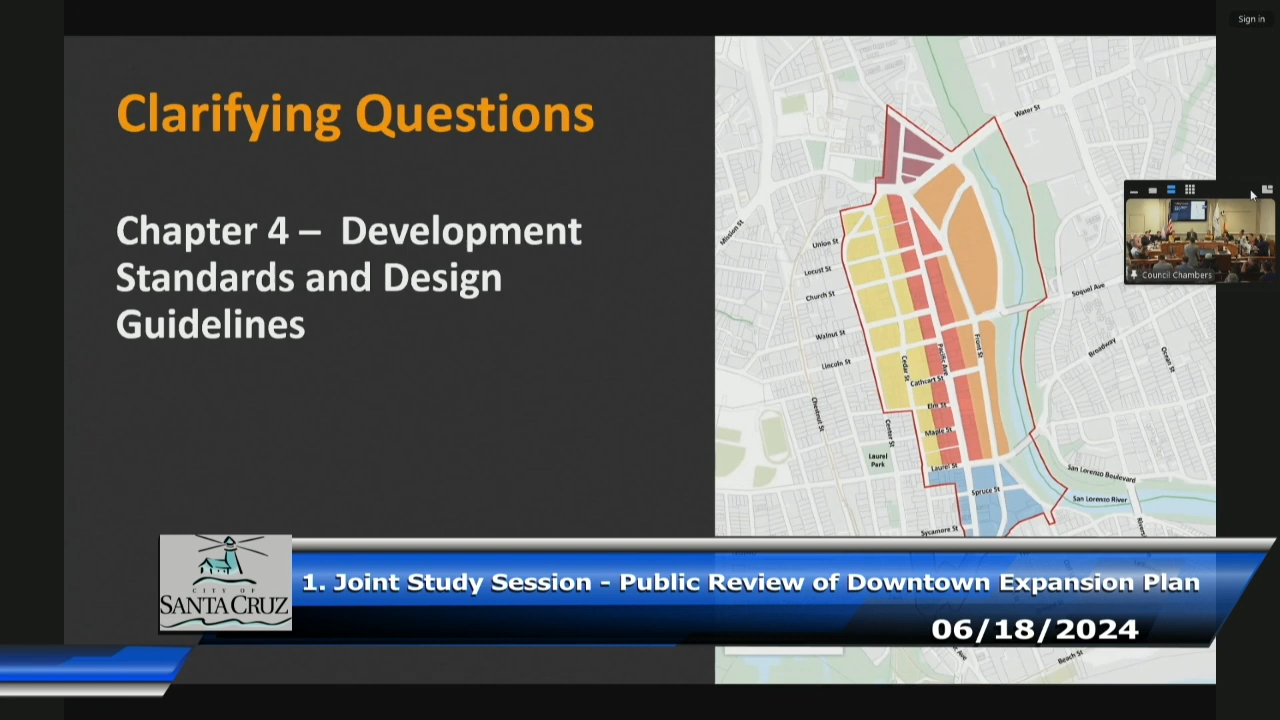 Sign in
Clarifying Questions
Chapter 4 – Development
Standards and Design
Guidelines
Water St
Mission St
Union St
Locust St
Church St
Soquel Ave
Walnut St
Lincoln St
Broadway
Ocean St
Front St
Pacific Ave
Cedar St
Cathcart St
Chestnut St
Elm St
Center St
Maple St
Laurel
Park
Laurel St
San Lorenzo Boulevard
Spruce St
San Lorenzo River
Sycamore St
Beach St
Council Chambers
CITY OF
SANTA CRUZ
1. Joint Study Session - Public Review of Downtown Expansion Plan
06/18/2024